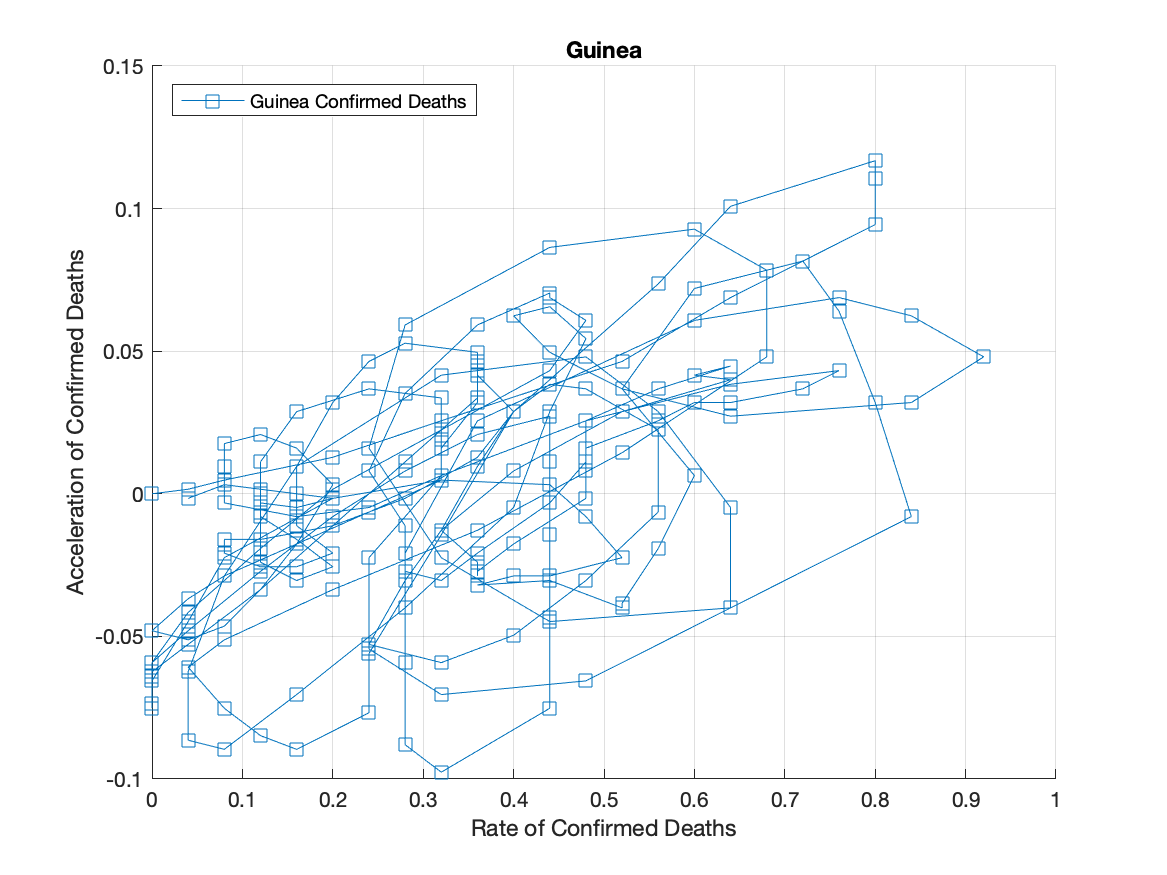 Guinea
0.15
Guinea Confirmed Deaths
0.1
0.05
0
-0.05
-0.1
Acceleration of Confirmed Deaths
0 0.1 0.2 0.3 0.4 0.5 0.6 0.7 0.8 0.9 1
Rate of Confirmed Deaths